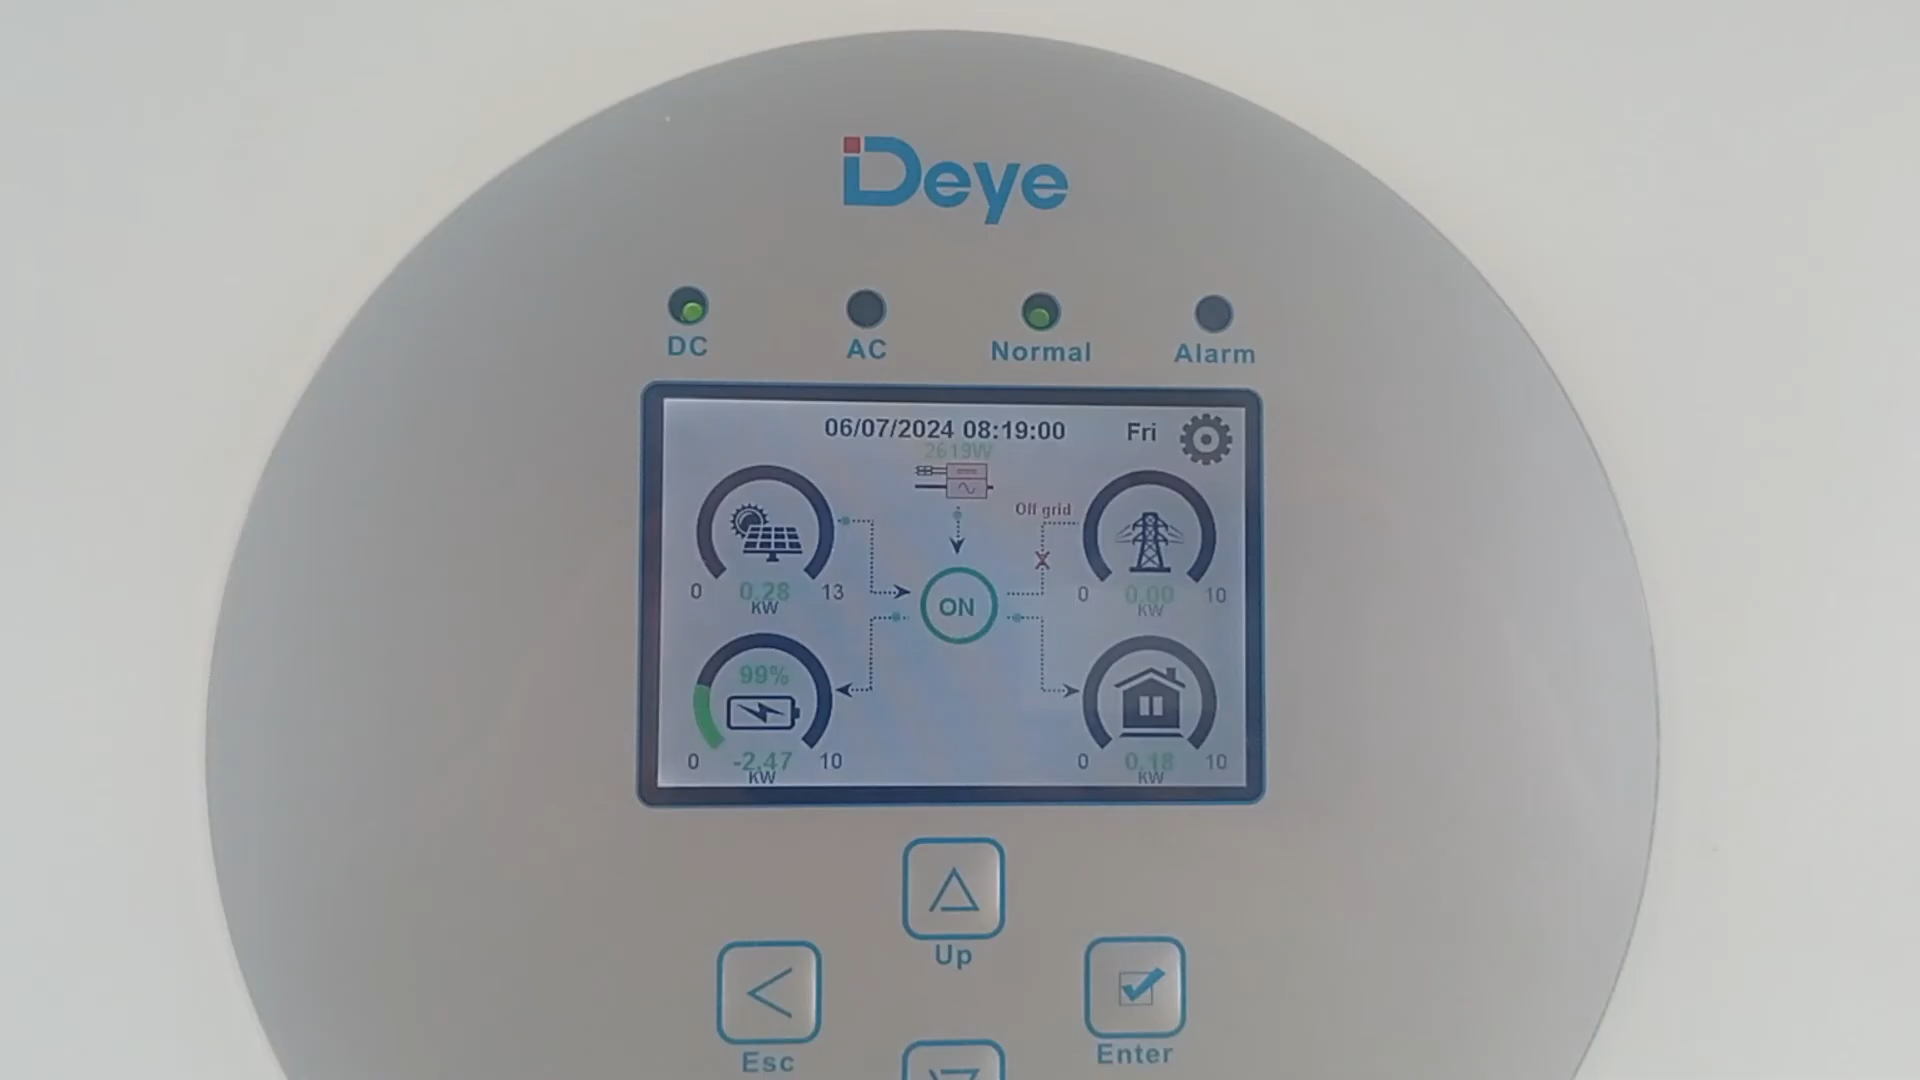 Deye
DC AC Normal Alarm
06/07/2024 08:19:00 Fri
2619W
Off grid
0 0.28 13
KW
0 0.00 10
KW
ON
99%
0 -2.47 10
KW
0 0.18 10
KW
Up
Esc
Enter